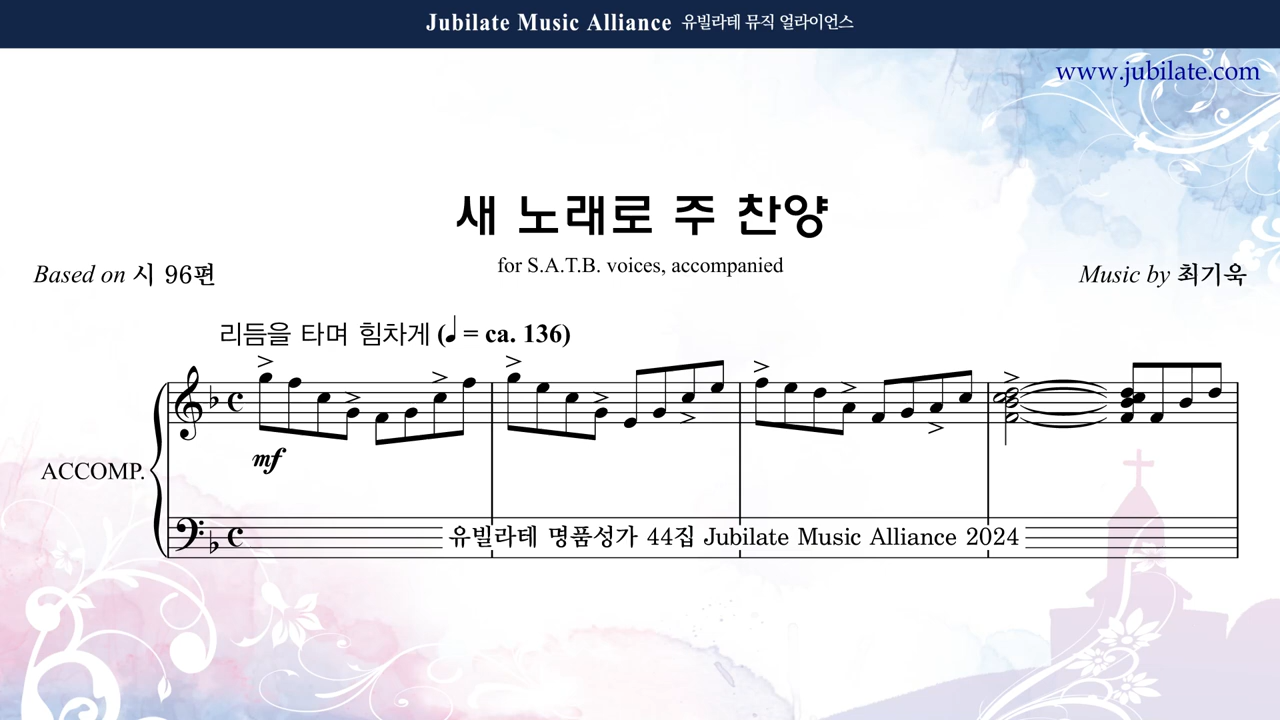 Jubilate Music Alliance 유빌라테 뮤직 얼라이언스
www.jubilate.com
새 노래로 주 찬양
for S.A.T.B. voices, accompanied
Based on 시 96편
Music by 최기욱
리듬을 타며 힘차게 (♩ = ca. 136)
mf
ACCOMP.
유빌라테 명품성가 44집 Jubilate Music Alliance 2024